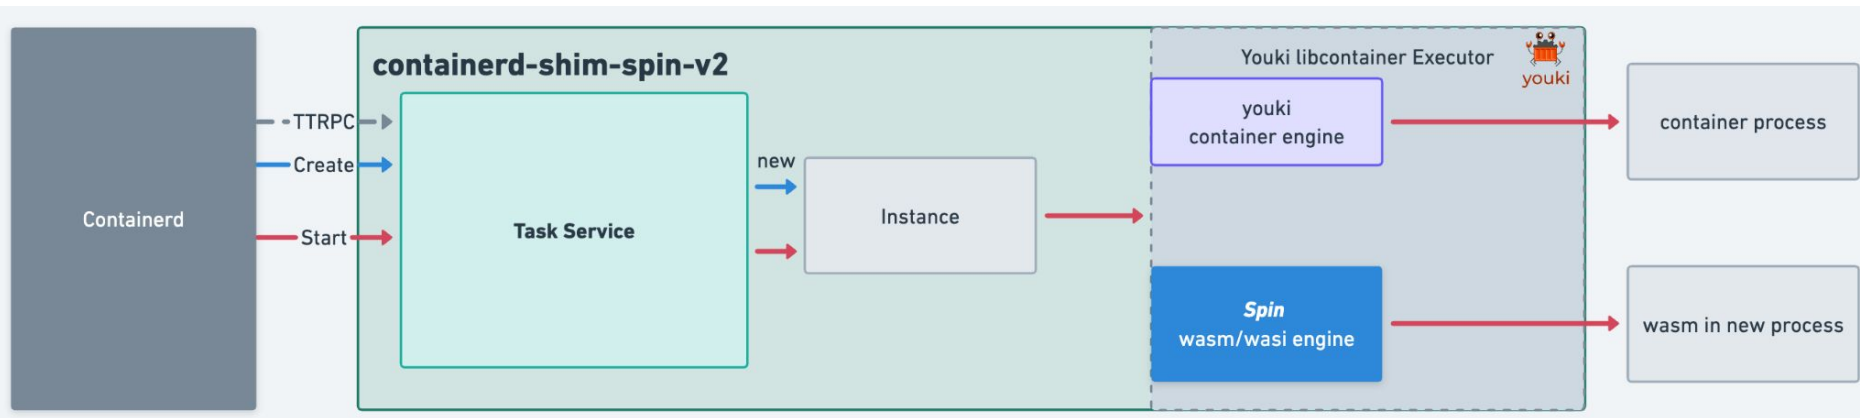 containerd-shim-spin-v2
Youki libcontainer Executor
youki
TTRPC
Create
Start
Containerd
Task Service
new
Instance
youki
container engine
container process
Spin
wasm/wasi engine
wasm in new process